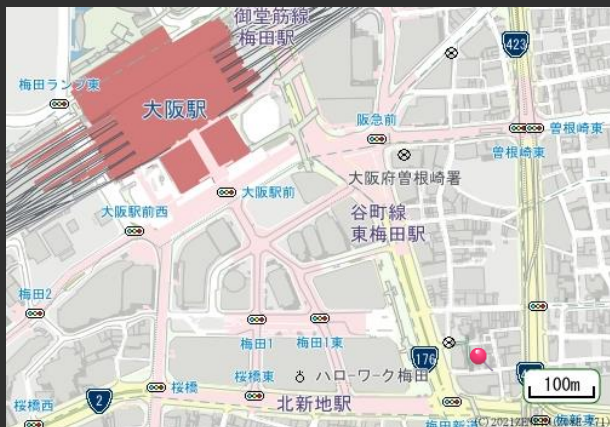 御堂筋線
梅田駅
423
梅田ランプ東
大阪駅
阪急前
曽根崎東
曽根崎東
大阪府曽根崎署
大阪駅前
大阪駅前西
谷町線
東梅田駅
梅田2
梅田1
梅田1東
176
桜橋
桜橋東
ハローワーク梅田
100m
2
北新地駅
桜橋西
梅田新